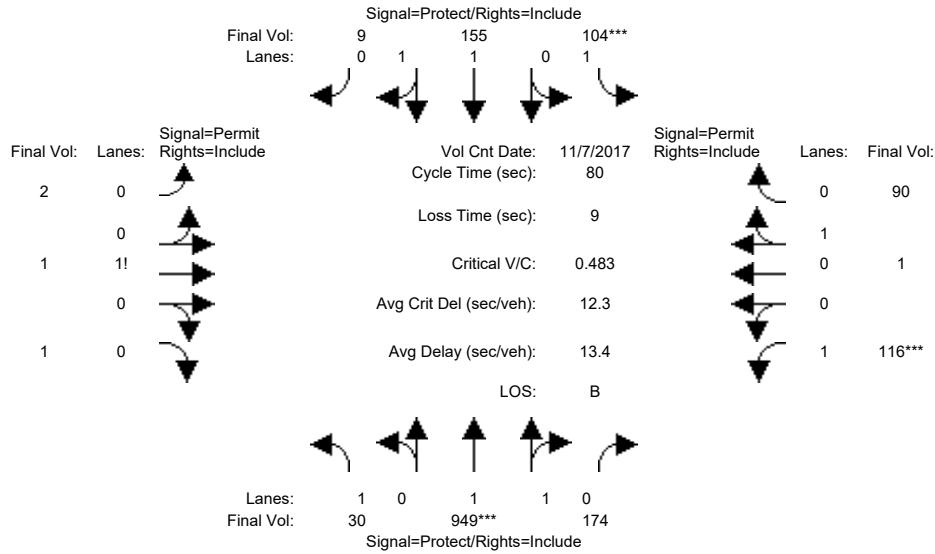 Signal=Protect/Rights=Include
Final Vol: 9 155 104***
Lanes: 0 1 1 0 1
Signal=Permit
Final Vol: Lanes: Rights=Include
Vol Cnt Date: 11/7/2017
Signal=Permit
Rights=Include Lanes: Final Vol:
Cycle Time (sec): 80
2 0
0 90
Loss Time (sec): 9
0
1
1 1!
Critical V/C: 0.483
0 1
0
Avg Crit Del (sec/veh): 12.3
0
1 0
Avg Delay (sec/veh): 13.4
1 116***
LOS: B
Lanes: 1 0 1 1 0
Final Vol: 30 949*** 174
Signal=Protect/Rights=Include